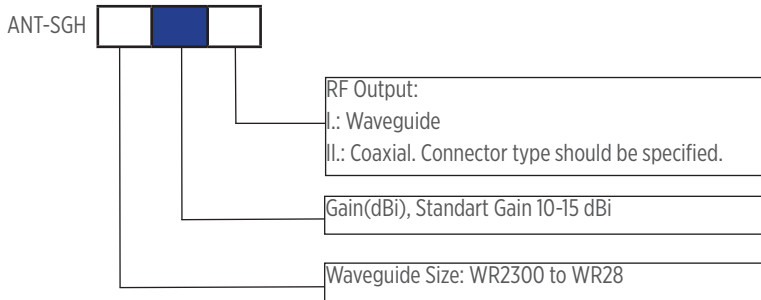 ANT-SGH
RF Output:
I.: Waveguide
II.: Coaxial. Connector type should be specified.
Gain(dBi), Standart Gain 10-15 dBi
Waveguide Size: WR2300 to WR28